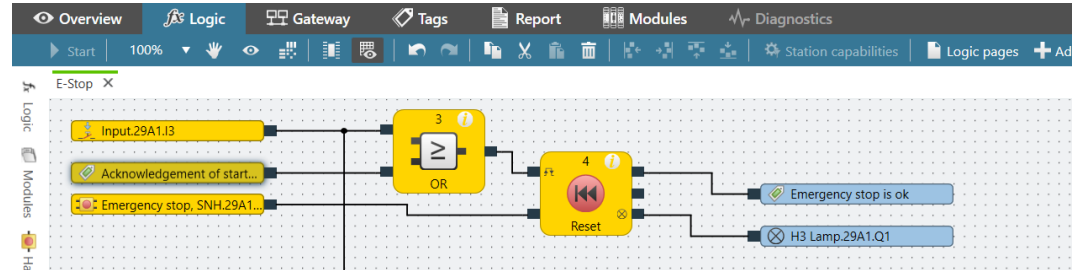 Overview Logic Gateway Tags Report Modules Diagnostics
Start 100% Station capabilities Logic pages Ad
E-Stop
Logic
Modules
Ha
Input.29A1.I3
Acknowledgement of start...
Emergency stop, SNH.29A1...
3
≥
OR
4
Reset
Emergency stop is ok
H3 Lamp.29A1.Q1